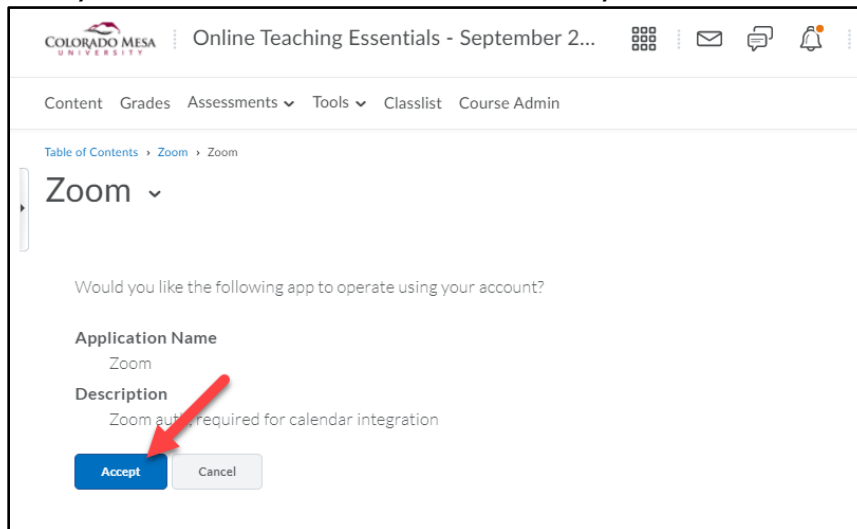 COLORADO MESA
UNIVERSITY
Online Teaching Essentials - September 2...
Content Grades Assessments Tools Classlist Course Admin
Table of Contents › Zoom › Zoom
Zoom
Would you like the following app to operate using your account?
Application Name
Zoom
Description
Zoom required for calendar integration
Accept Cancel